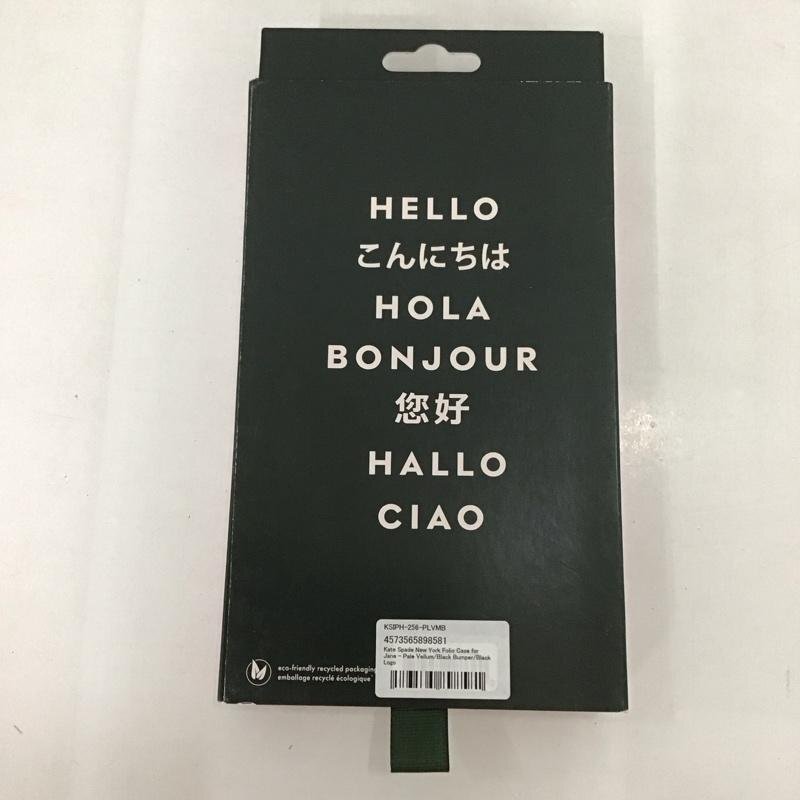 HELLO
こんにちは
HOLA
BONJOUR
您好
HALLO
CIAO
KSIPH-256-PLVMB
4573565898581
Kate Spade New York Folio Case for
Jane - Pale Vellum/Black Bumper/Black
Logo
eco-friendly recycled packaging
emballage recyclé écologique